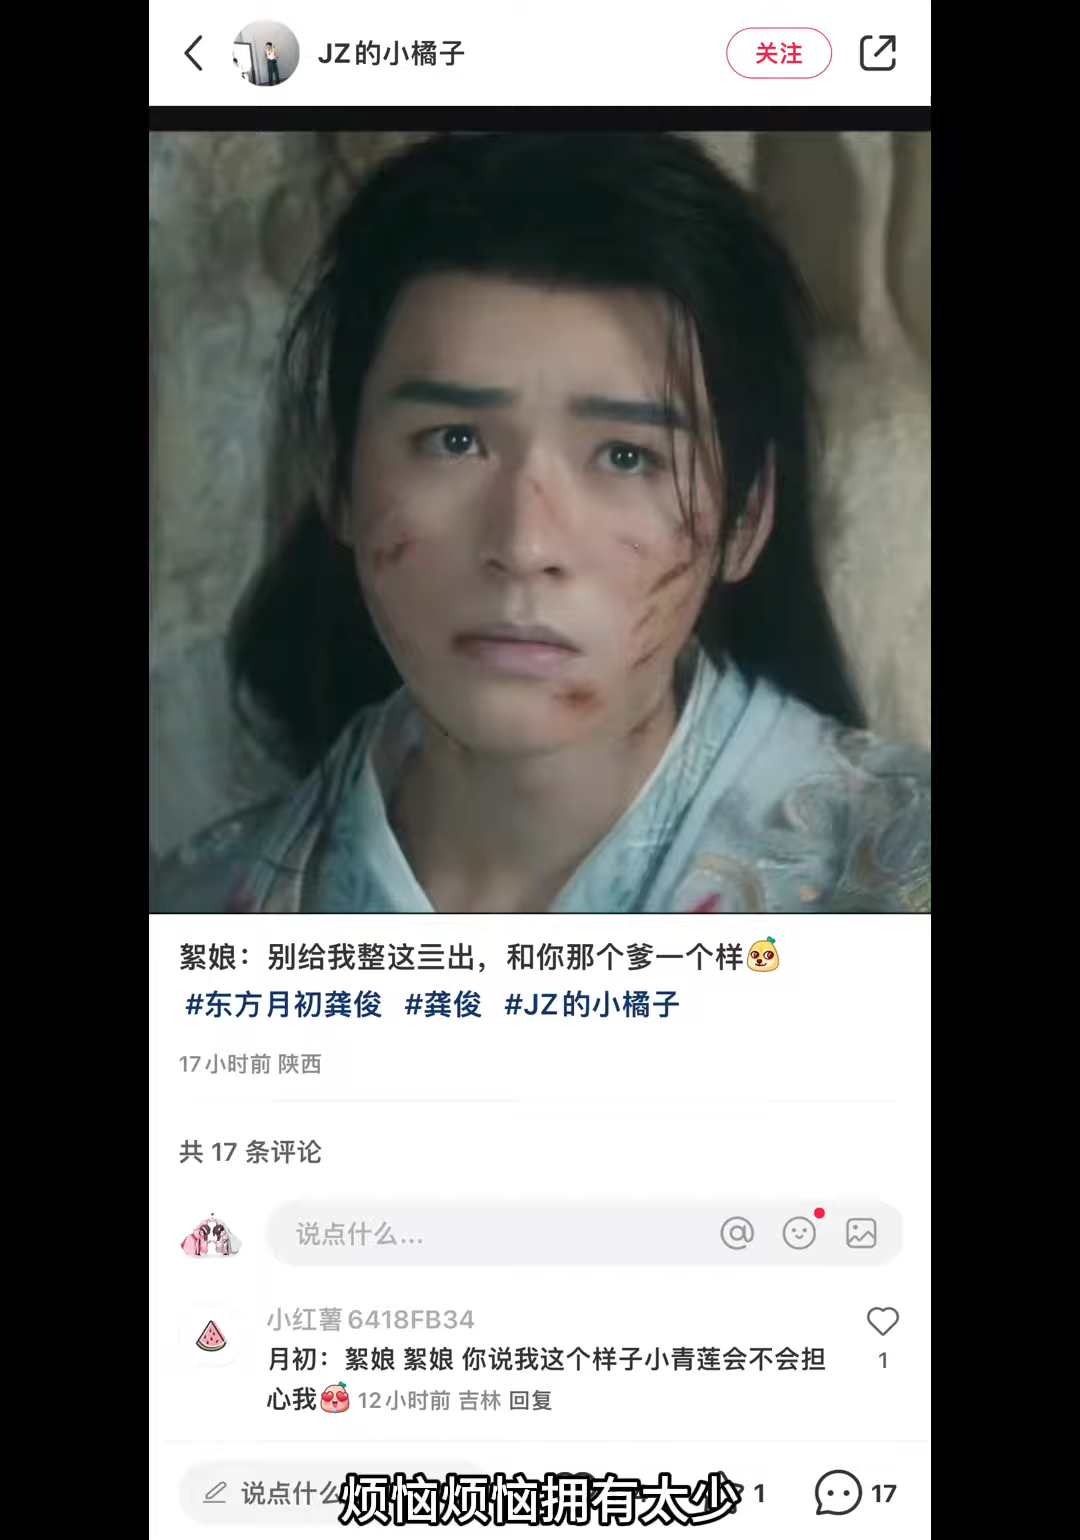 JZ的小橘子
关注
絮娘：别给我整这亖出，和你那个爹一个样
#东方月初龚俊 #龚俊 #JZ的小橘子
17小时前 陕西
共 17 条评论
说点什么...
小红薯6418FB34
月初：絮娘 絮娘 你说我这个样子小青莲会不会担
心我 12小时前 吉林 回复
1
说点什么
1
17
烦恼烦恼拥有太少